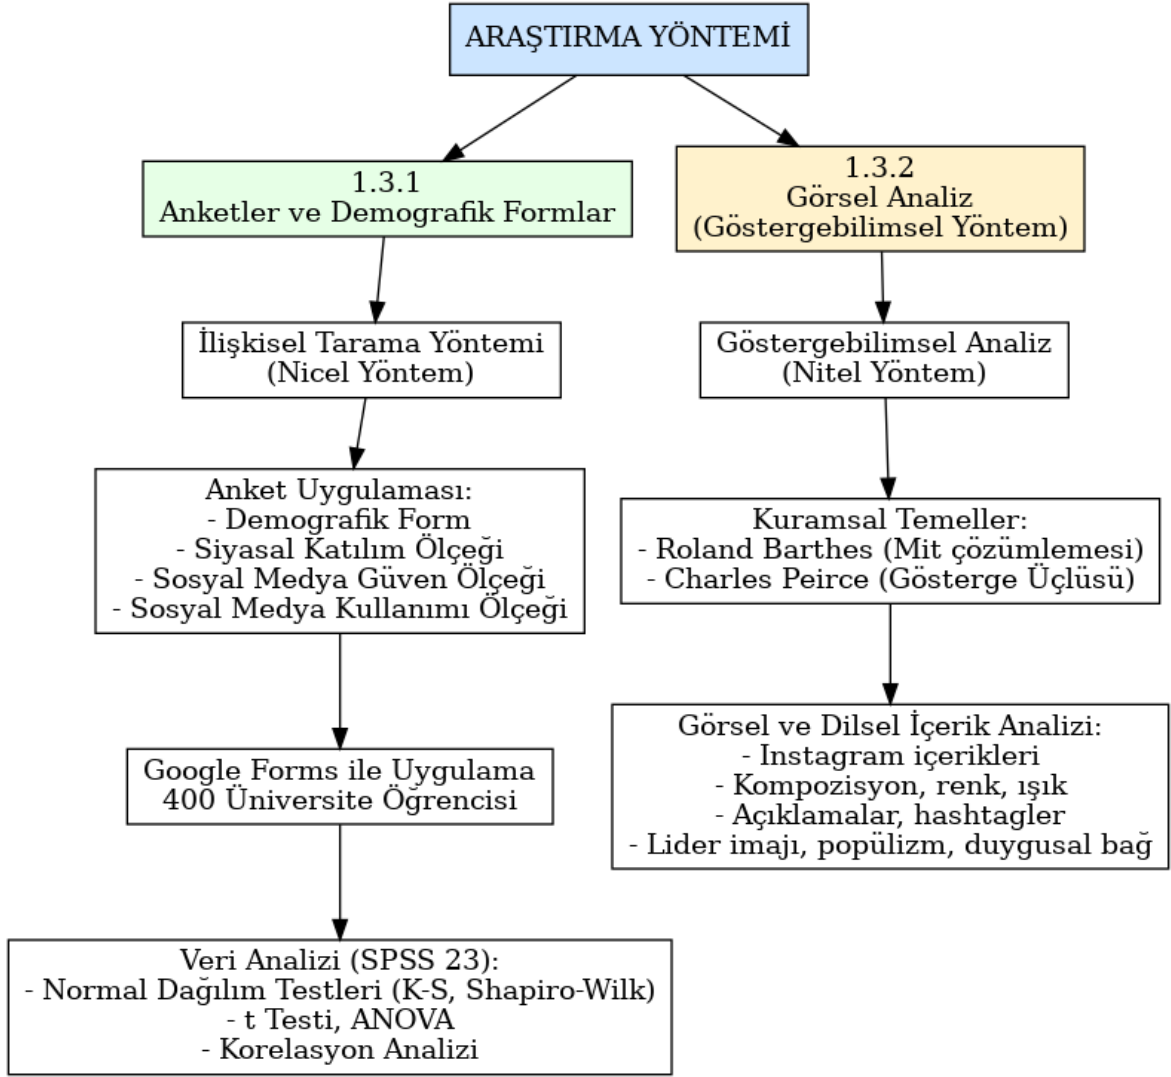 ARAŞTIRMA YÖNTEMİ
1.3.1
Anketler ve Demografik Formlar
İlişkisel Tarama Yöntemi
(Nicel Yöntem)
Anket Uygulaması:
- Demografik Form
- Siyasal Katılım Ölçeği
- Sosyal Medya Güven Ölçeği
- Sosyal Medya Kullanımı Ölçeği
Google Forms ile Uygulama
400 Üniversite Öğrencisi
Veri Analizi (SPSS 23):
- Normal Dağılım Testleri (K-S, Shapiro-Wilk)
- t Testi, ANOVA
- Korelasyon Analizi
1.3.2
Görsel Analiz
(Göstergebilimsel Yöntem)
Göstergebilimsel Analiz
(Nitel Yöntem)
Kuramsal Temeller:
- Roland Barthes (Mit çözümlemesi)
- Charles Peirce (Gösterge Üçlüsü)
Görsel ve Dilsel İçerik Analizi:
- Instagram içerikleri
- Kompozisyon, renk, ışık
- Açıklamalar, hashtagler
- Lider imajı, popülizm, duygusal bağ